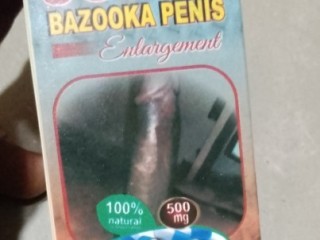 BAZOOKA PENIS
Enlargement
100%
natural
500
mg